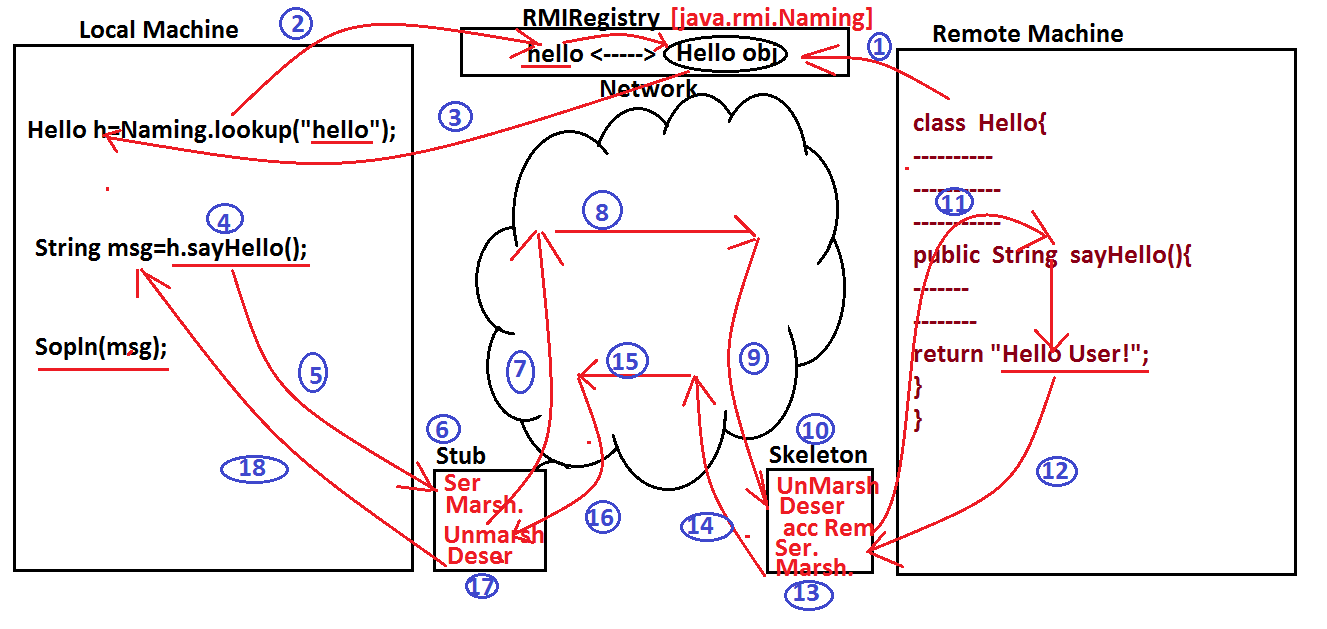 RMIRegistry [java.rmi.Naming]
Local Machine
2
hello <-----> Hello obj
1
Remote Machine
Network
3
Hello h=Naming.lookup("hello");
class Hello{
----------
-----------
11
-----------
4
8
String msg=h.sayHello();
public String sayHello(){
-------
--------
Sopln(msg);
return "Hello User!";
5
7
15
9
}
}
6
10
Stub
Skeleton
18
12
Ser
Marsh.
Unmarsh
Deser
UnMarsh
Deser
acc Rem
Ser.
Marsh.
16
14
17
13